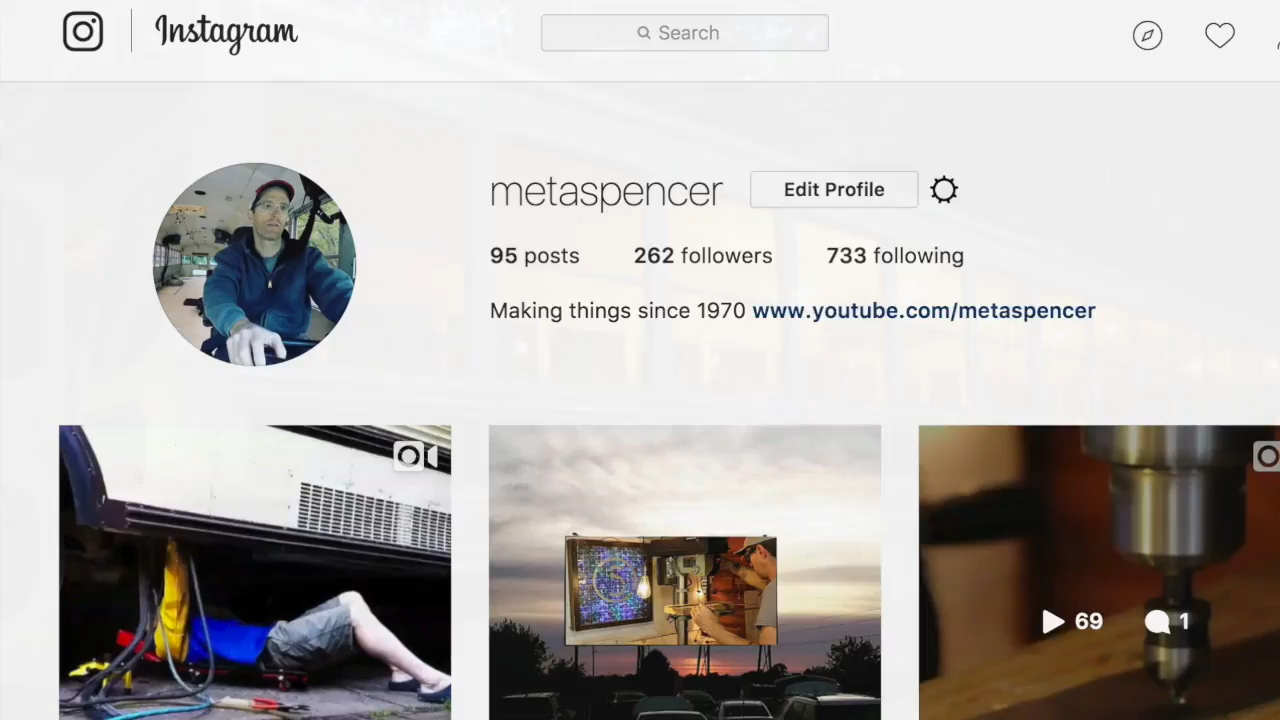 Instagram
Search
metaspencer Edit Profile
95 posts 262 followers 733 following
Making things since 1970 www.youtube.com/metaspencer
69 1